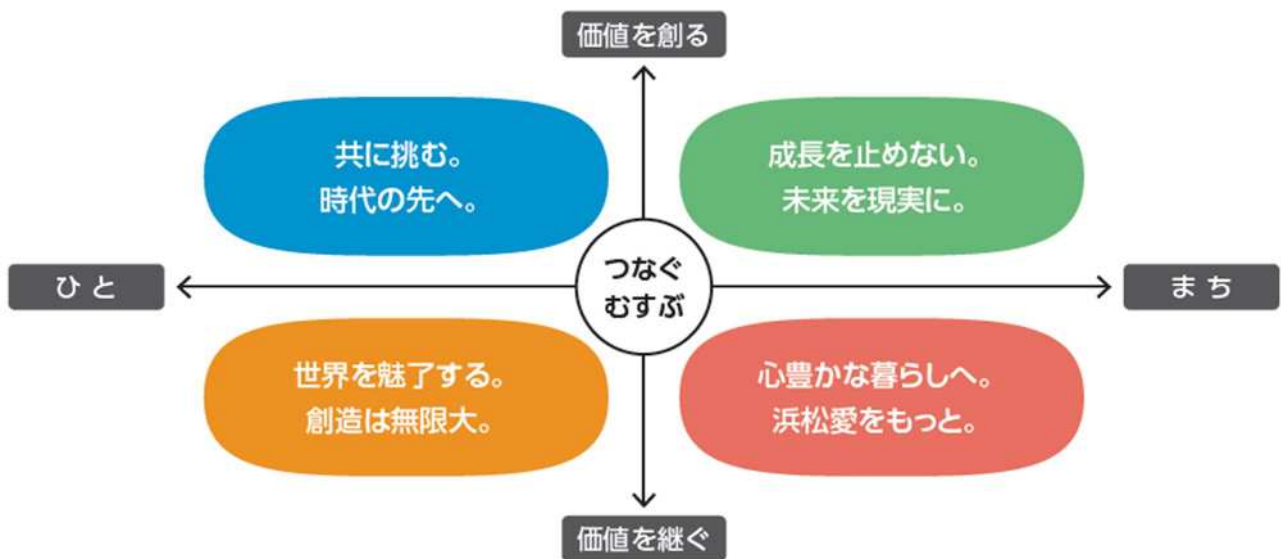 価値を創る
共に挑む。
時代の先へ。
成長を止めない。
未来を現実に。
ひと
つなぐ
むすぶ
まち
世界を魅了する。
創造は無限大。
心豊かな暮らしへ。
浜松愛をもっと。
価値を継ぐ